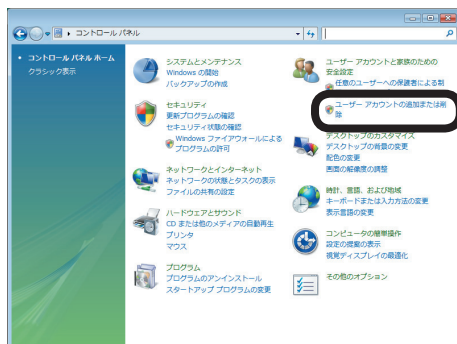 コントロール パネル
コントロール パネル ホーム
クラシック表示
システムとメンテナンス
Windows の開始
バックアップの作成
セキュリティ
更新プログラムの確認
セキュリティ状態の確認
Windows ファイアウォールによる
プログラムの許可
ネットワークとインターネット
ネットワークの状態とタスクの表示
ファイルの共有の設定
ハードウェアとサウンド
CD または他のメディアの自動再生
プリンタ
マウス
プログラム
プログラムのアンインストール
スタートアップ プログラムの変更
ユーザー アカウントと家族のための
安全設定
任意のユーザーへの保護者による制
ユーザー アカウントの追加または削
除
デスクトップのカスタマイズ
デスクトップの背景の変更
配色の変更
画面の解像度の調整
時計、言語、および地域
キーボードまたは入力方法の変更
表示言語の変更
コンピュータの簡単操作
設定の提案の表示
視覚ディスプレイの最適化
その他のオプション